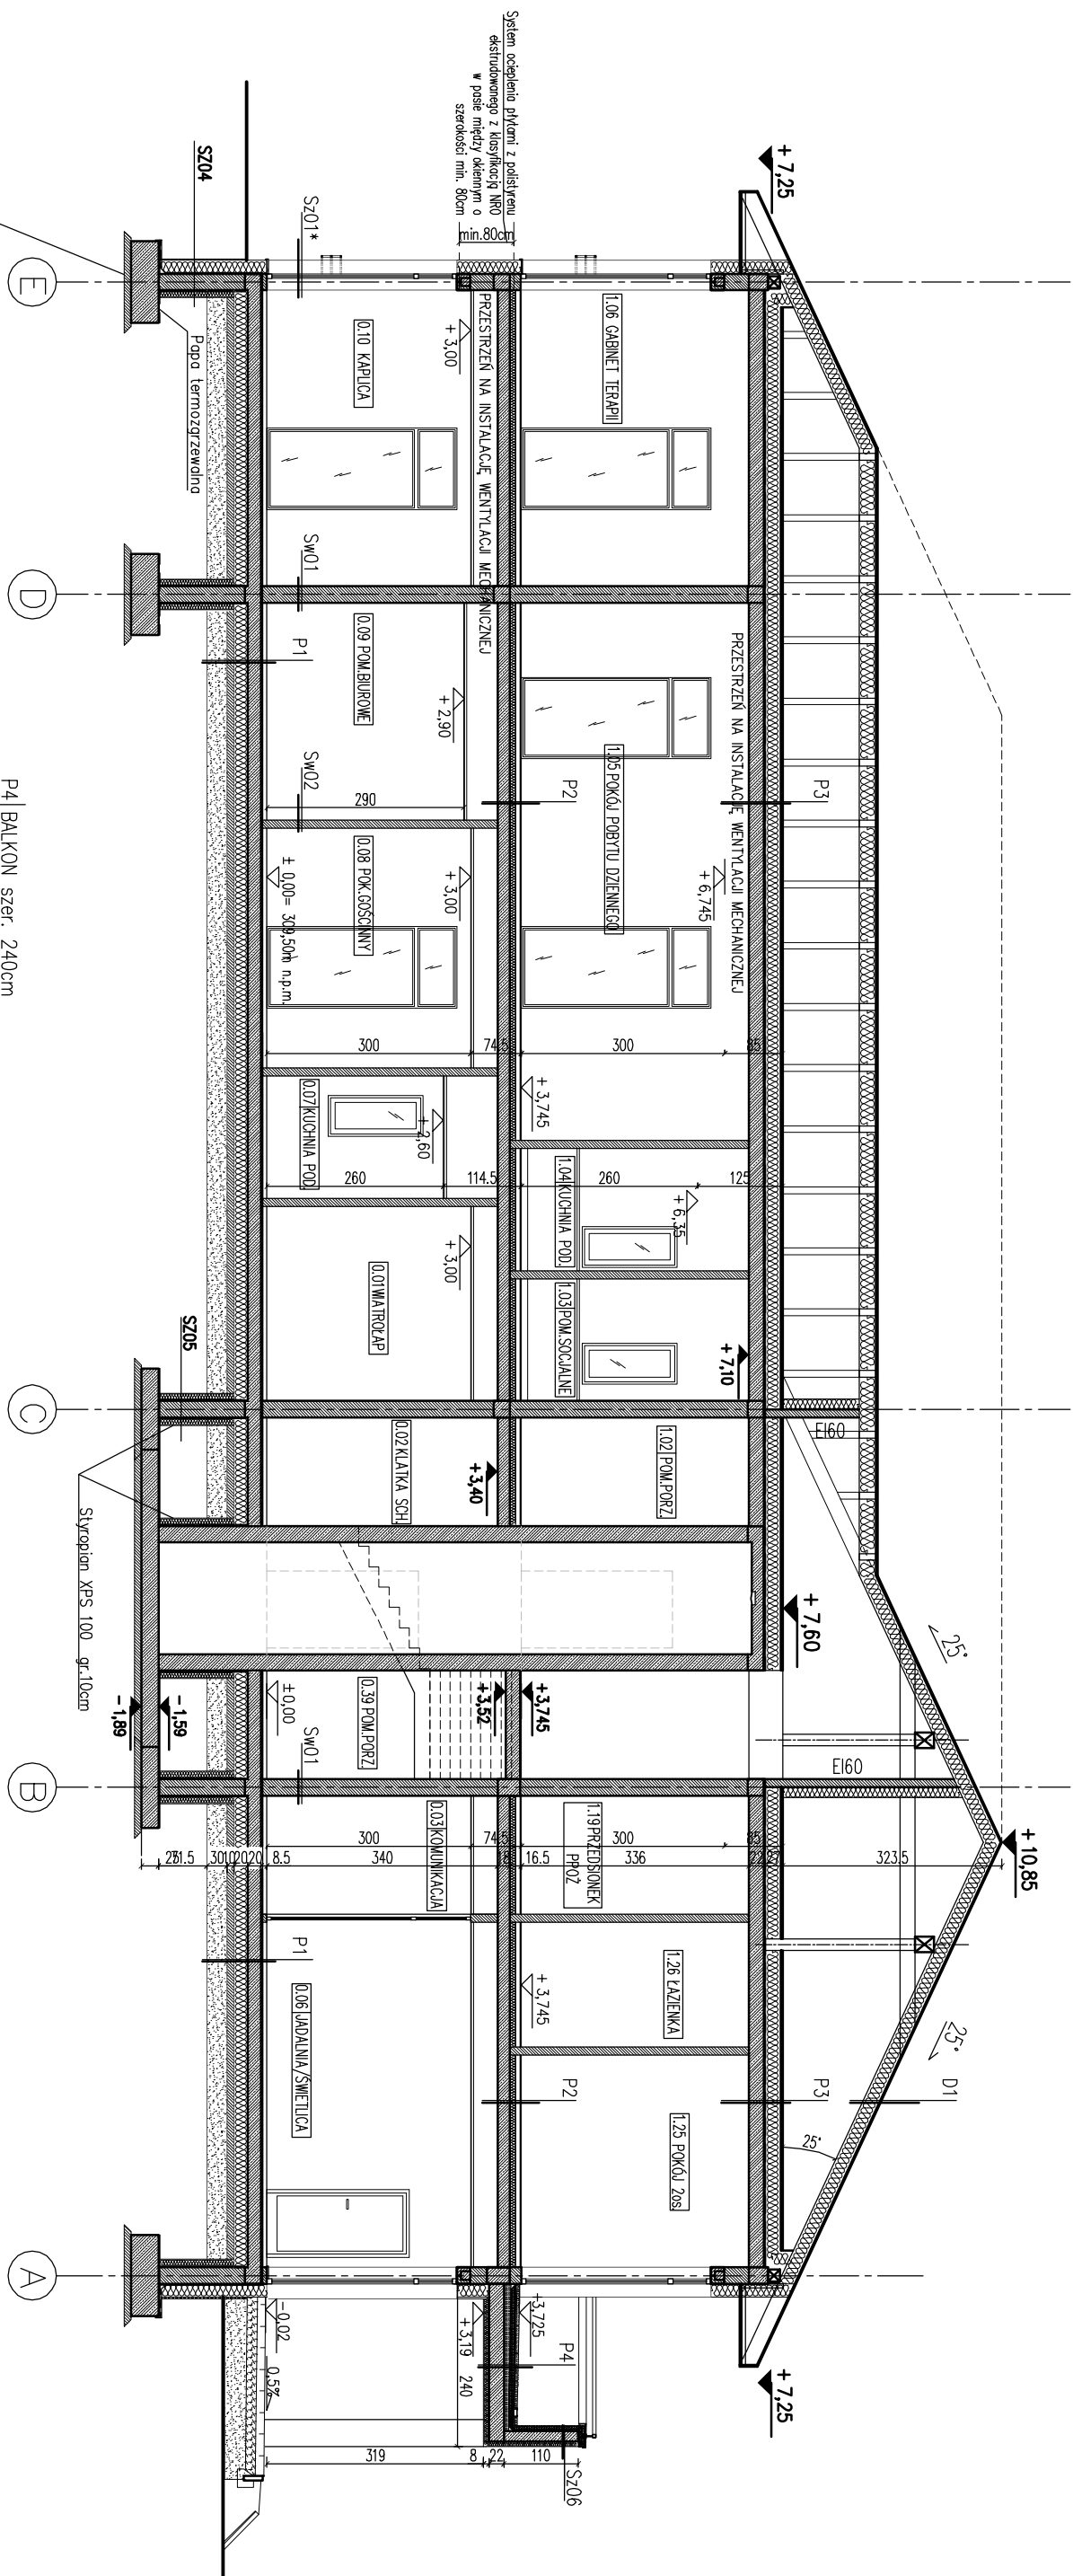 System ocieplenia płytami z polistyrenu
ekstrudowanego z klasyfikacją NRO
w pasie między okiennym o
szerokości min. 80cm
min.80cm
+ 7,25
25°
+ 10,85
25°
D1
25°
323.5
+ 7,25
EI60
EI60
+ 7,60
P3
P3
PRZESTRZEŃ NA INSTALACJĘ WENTYLACJI MECHANICZNEJ
85
125
85
22
27
+ 7,10
1.06 GABINET TERAPII
1.05 POKÓJ POBYTU DZIENNEGO
+ 6,745
300
+ 3,745
1.04 KUCHNIA POD.
260
+ 6,35
1.03 POM.SOCJALNE
1.02 POM.PORZ.
1.19 PRZEDSIONEK
PPOŻ
300
336
1.26 ŁAZIENKA
+ 3,745
1.25 POKÓJ 2os.
P2
P2
+3,745
+3,52
+3,40
+3,725
P4
110
22
8
319
Sz06
+3,19
240
PRZESTRZEŃ NA INSTALACJĘ WENTYLACJI MECHANICZNEJ
74.5
114.5
74.5
16.5
0.10 KAPLICA
+ 3,00
0.09 POM.BIUROWE
+ 2,90
290
0.08 POK.GOŚCINNY
+ 3,00
± 0,00= 309,50m n.p.m.
300
0.07 KUCHNIA POD.
+ 2,60
260
0.01 WIATROŁAP
+ 3,00
0.02 KLATKA SCH.
0.39 POM.PORZ.
±0,00
0.03 KOMUNIKACJA
300
340
0.06 JADALNIA/ŚWIETLICA
-0,02
0,5%
Sz01*
Sw01
Sw02
Sw01
P1
P1
8.5
20
20
10
30
SZ04
SZ05
Papa termozgrzewalna
Styropian XPS 100 gr.10cm
-1,59
-1,89
E
D
C
B
A
P4 BALKON szer. 240cm